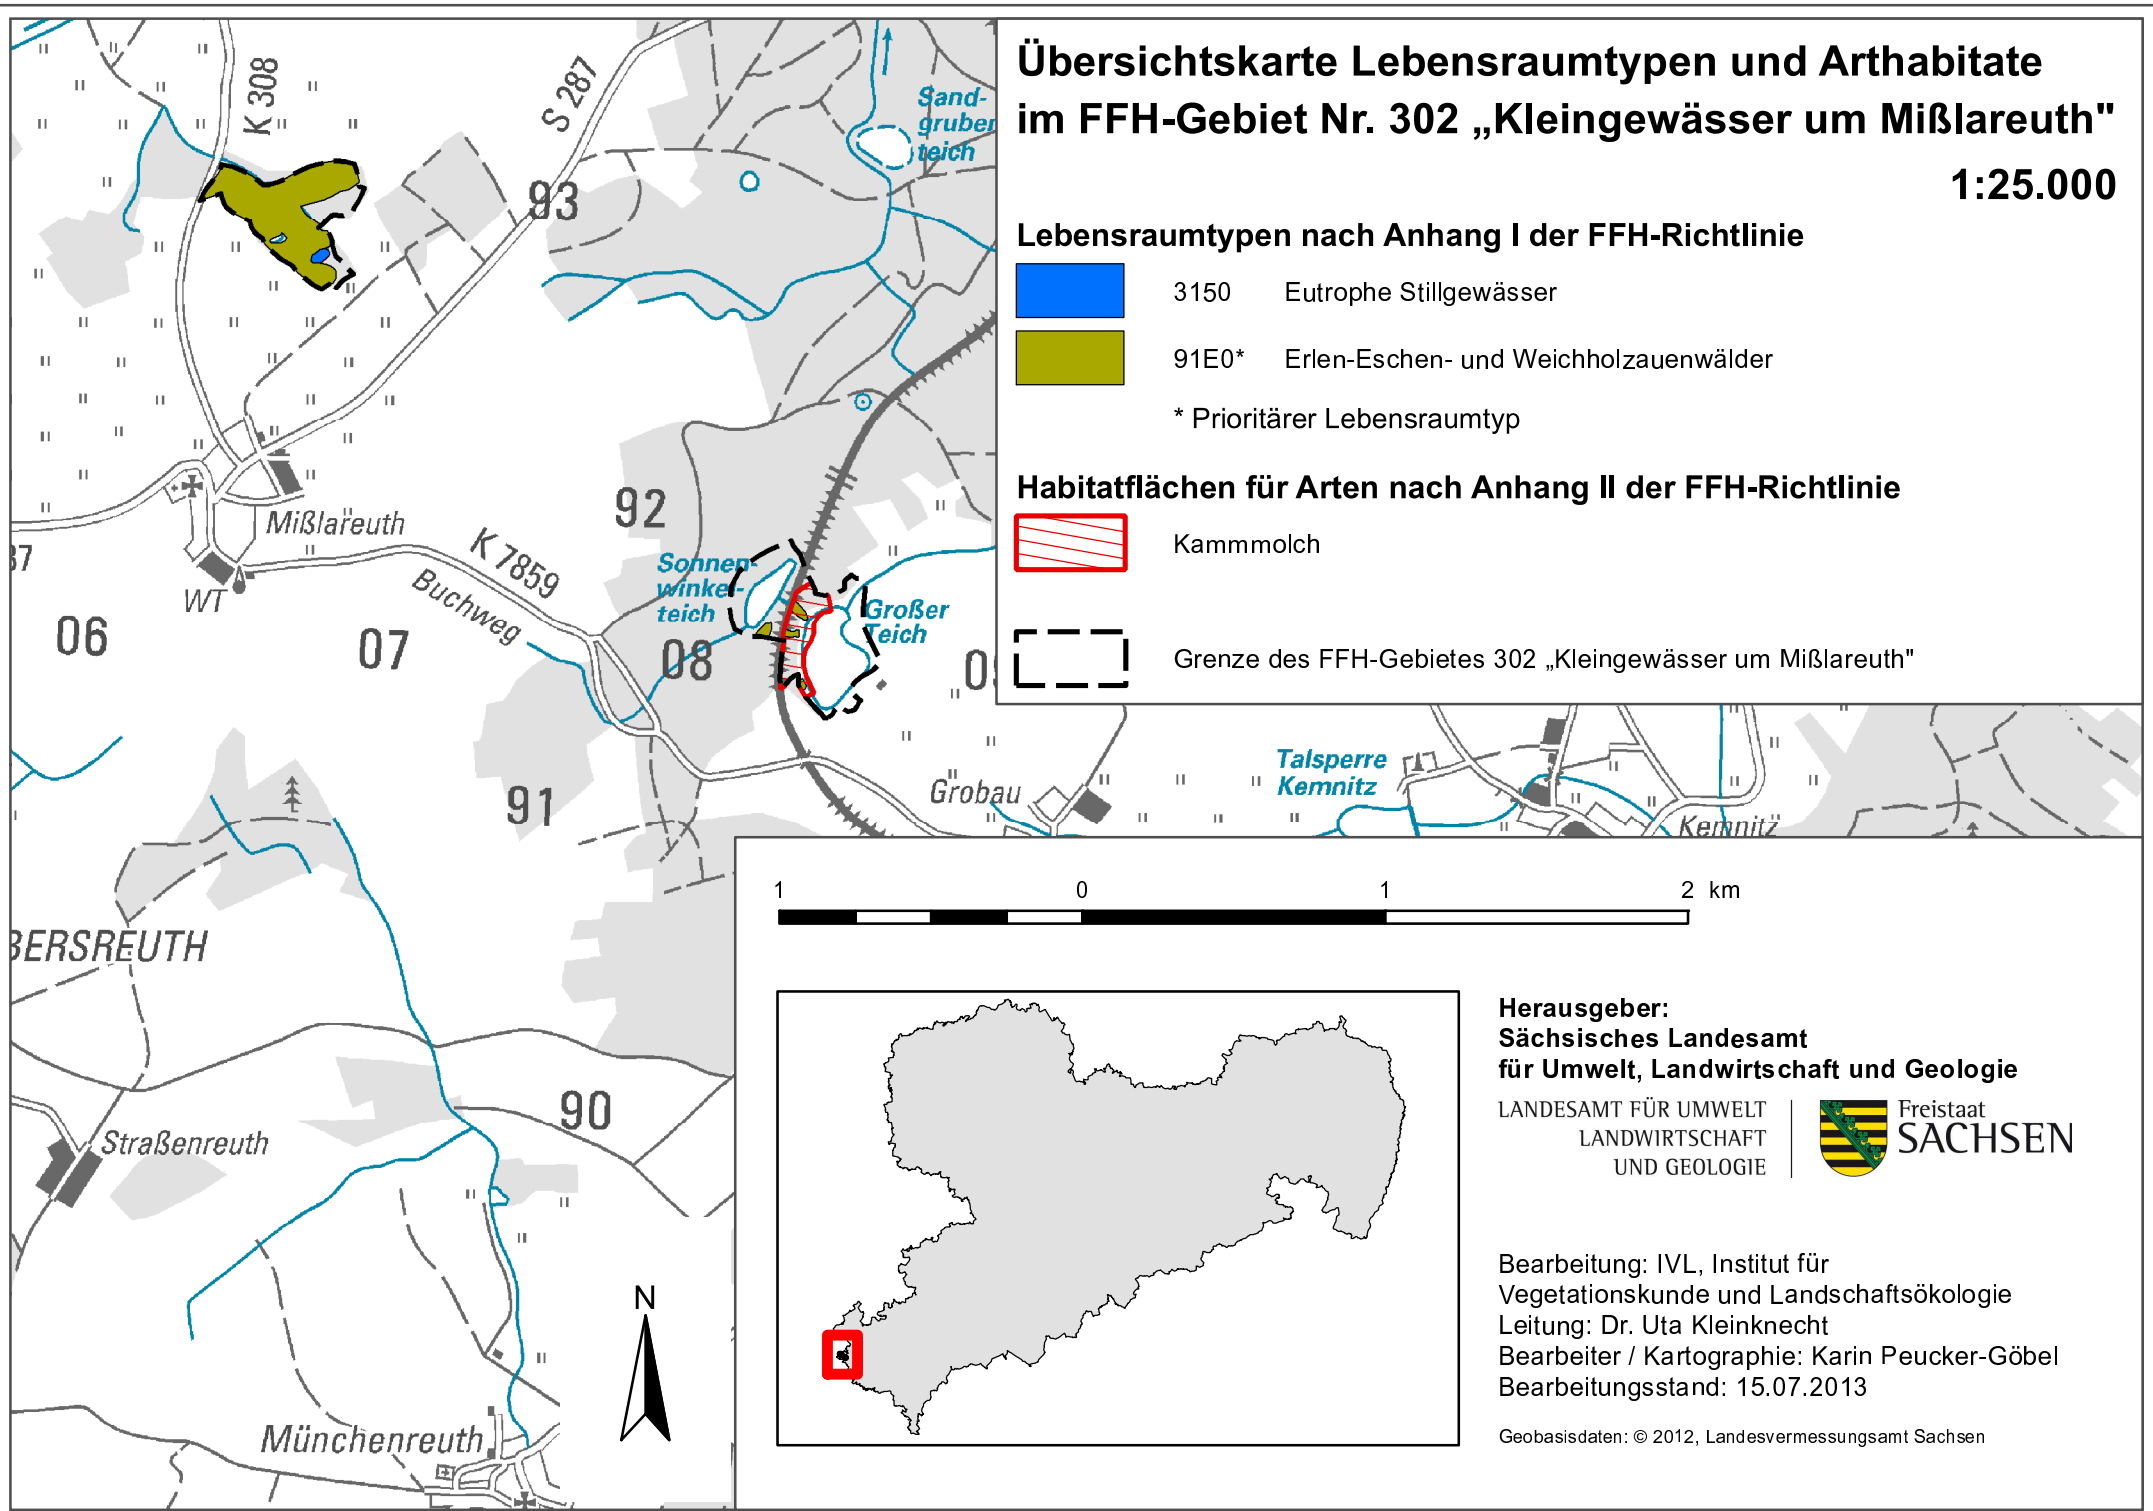 Übersichtskarte Lebensraumtypen und Arthabitate
im FFH-Gebiet Nr. 302 „Kleingewässer um Mißlareuth"
1:25.000
Lebensraumtypen nach Anhang I der FFH-Richtlinie
3150 Eutrophe Stillgewässer
91E0* Erlen-Eschen- und Weichholzauenwälder
* Prioritärer Lebensraumtyp
Habitatflächen für Arten nach Anhang II der FFH-Richtlinie
Kammmolch
Grenze des FFH-Gebietes 302 „Kleingewässer um Mißlareuth"
K 308
S 287
Sand-
gruben
teich
93
92
Mißlareuth
K 7859
Buchweg
WT
37
06
07
08
Sonnen-
winkel-
teich
Großer
Teich
91
Grobau
Talsperre
Kemnitz
Kemnitz
BERSREUTH
90
Straßenreuth
Münchenreuth
N
1 0 1 2 km
Herausgeber:
Sächsisches Landesamt
für Umwelt, Landwirtschaft und Geologie
LANDESAMT FÜR UMWELT
LANDWIRTSCHAFT
UND GEOLOGIE
Freistaat
SACHSEN
Bearbeitung: IVL, Institut für
Vegetationskunde und Landschaftsökologie
Leitung: Dr. Uta Kleinknecht
Bearbeiter / Kartographie: Karin Peucker-Göbel
Bearbeitungsstand: 15.07.2013
Geobasisdaten: © 2012, Landesvermessungsamt Sachsen